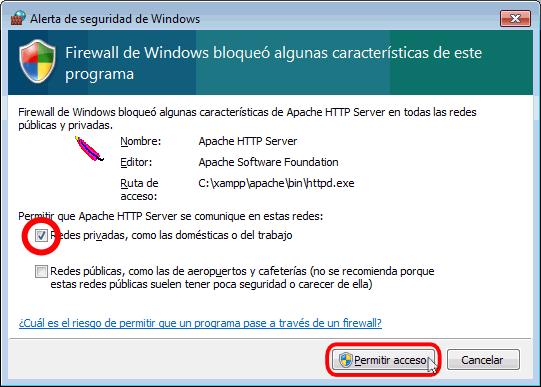 Alerta de seguridad de Windows
Firewall de Windows bloqueó algunas características de este
programa
Firewall de Windows bloqueó algunas características de Apache HTTP Server en todas las redes
públicas y privadas.
Nombre: Apache HTTP Server
Editor: Apache Software Foundation
Ruta de
acceso: C:\xampp\apache\bin\httpd.exe
Permitir que Apache HTTP Server se comunique en estas redes:
Redes privadas, como las domésticas o del trabajo
Redes públicas, como las de aeropuertos y cafeterías (no se recomienda porque
estas redes públicas suelen tener poca seguridad o carecer de ella)
¿Cuál es el riesgo de permitir que un programa pase a través de un firewall?
Permitir acceso
Cancelar